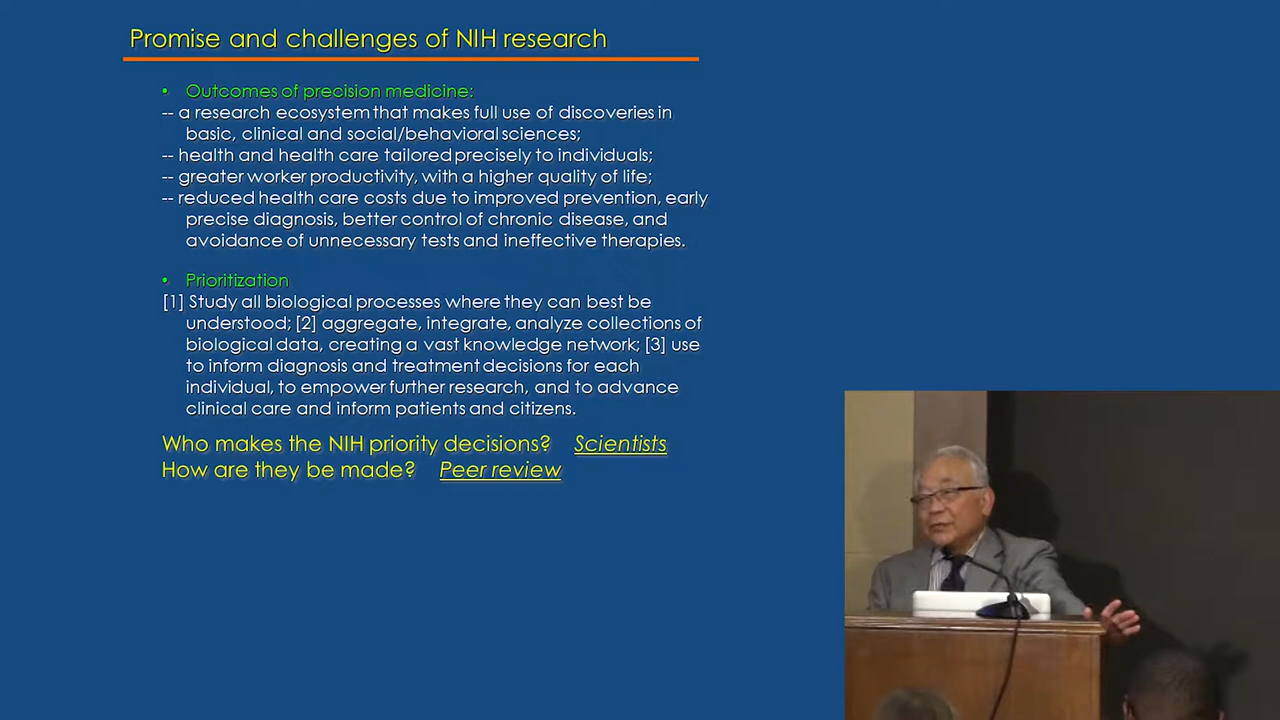 Promise and challenges of NIH research
• Outcomes of precision medicine:
-- a research ecosystem that makes full use of discoveries in
basic, clinical and social/behavioral sciences;
-- health and health care tailored precisely to individuals;
-- greater worker productivity, with a higher quality of life;
-- reduced health care costs due to improved prevention, early
precise diagnosis, better control of chronic disease, and
avoidance of unnecessary tests and ineffective therapies.
• Prioritization
[1] Study all biological processes where they can best be
understood; [2] aggregate, integrate, analyze collections of
biological data, creating a vast knowledge network; [3] use
to inform diagnosis and treatment decisions for each
individual, to empower further research, and to advance
clinical care and inform patients and citizens.
Who makes the NIH priority decisions? Scientists
How are they be made? Peer review